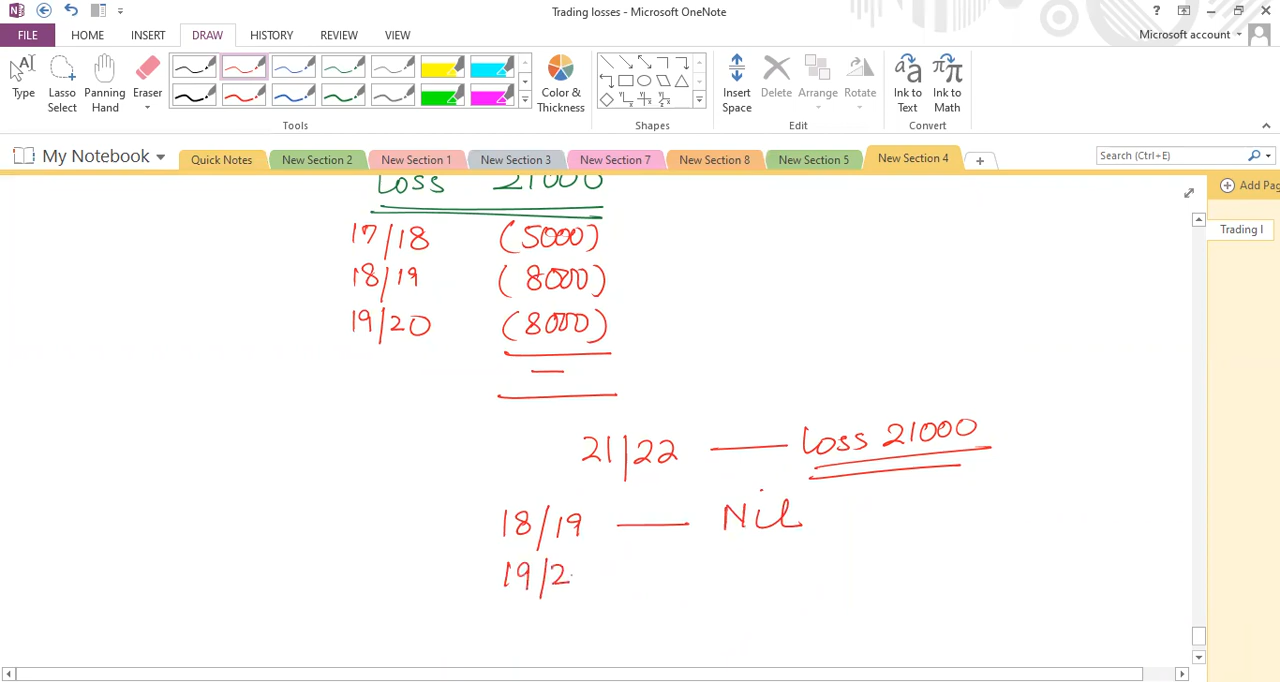 Trading losses - Microsoft OneNote
Microsoft account
FILE HOME INSERT DRAW HISTORY REVIEW VIEW
Type
Lasso Select
Panning Hand
Eraser
Color & Thickness
Insert Space
Delete
Arrange
Rotate
Ink to Text
Ink to Math
Tools
Shapes
Edit
Convert
My Notebook
Quick Notes
New Section 2
New Section 1
New Section 3
New Section 7
New Section 8
New Section 5
New Section 4
Search (Ctrl+E)
Add Pag
Trading l
Loss 21000
17/18 (5000)
18/19 (8000)
19/20 (8000)
21/22 — Loss 21000
18/19 — Nil
19/2